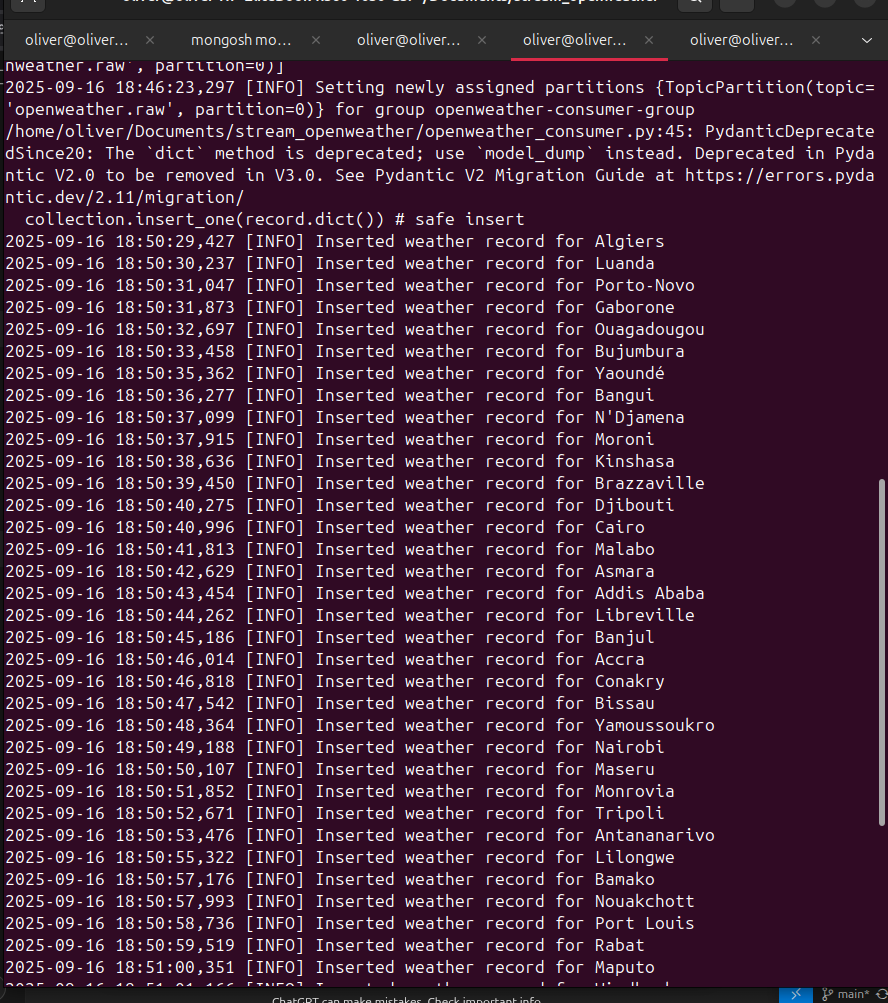 oliver@oliver... × mongosh mo... × oliver@oliver... × oliver@oliver... × oliver@oliver... ×
nweather.raw', partition=0)]
2025-09-16 18:46:23,297 [INFO] Setting newly assigned partitions {TopicPartition(topic=
'openweather.raw', partition=0)} for group openweather-consumer-group
/home/oliver/Documents/stream_openweather/openweather_consumer.py:45: PydanticDeprecate
dSince20: The `dict` method is deprecated; use `model_dump` instead. Deprecated in Pyda
ntic V2.0 to be removed in V3.0. See Pydantic V2 Migration Guide at https://errors.pyda
ntic.dev/2.11/migration/
  collection.insert_one(record.dict()) # safe insert
2025-09-16 18:50:29,427 [INFO] Inserted weather record for Algiers
2025-09-16 18:50:30,237 [INFO] Inserted weather record for Luanda
2025-09-16 18:50:31,047 [INFO] Inserted weather record for Porto-Novo
2025-09-16 18:50:31,873 [INFO] Inserted weather record for Gaborone
2025-09-16 18:50:32,697 [INFO] Inserted weather record for Ouagadougou
2025-09-16 18:50:33,458 [INFO] Inserted weather record for Bujumbura
2025-09-16 18:50:35,362 [INFO] Inserted weather record for Yaoundé
2025-09-16 18:50:36,277 [INFO] Inserted weather record for Bangui
2025-09-16 18:50:37,099 [INFO] Inserted weather record for N'Djamena
2025-09-16 18:50:37,915 [INFO] Inserted weather record for Moroni
2025-09-16 18:50:38,636 [INFO] Inserted weather record for Kinshasa
2025-09-16 18:50:39,450 [INFO] Inserted weather record for Brazzaville
2025-09-16 18:50:40,275 [INFO] Inserted weather record for Djibouti
2025-09-16 18:50:40,996 [INFO] Inserted weather record for Cairo
2025-09-16 18:50:41,813 [INFO] Inserted weather record for Malabo
2025-09-16 18:50:42,629 [INFO] Inserted weather record for Asmara
2025-09-16 18:50:43,454 [INFO] Inserted weather record for Addis Ababa
2025-09-16 18:50:44,262 [INFO] Inserted weather record for Libreville
2025-09-16 18:50:45,186 [INFO] Inserted weather record for Banjul
2025-09-16 18:50:46,014 [INFO] Inserted weather record for Accra
2025-09-16 18:50:46,818 [INFO] Inserted weather record for Conakry
2025-09-16 18:50:47,542 [INFO] Inserted weather record for Bissau
2025-09-16 18:50:48,364 [INFO] Inserted weather record for Yamoussoukro
2025-09-16 18:50:49,188 [INFO] Inserted weather record for Nairobi
2025-09-16 18:50:50,107 [INFO] Inserted weather record for Maseru
2025-09-16 18:50:51,852 [INFO] Inserted weather record for Monrovia
2025-09-16 18:50:52,671 [INFO] Inserted weather record for Tripoli
2025-09-16 18:50:53,476 [INFO] Inserted weather record for Antananarivo
2025-09-16 18:50:55,322 [INFO] Inserted weather record for Lilongwe
2025-09-16 18:50:57,176 [INFO] Inserted weather record for Bamako
2025-09-16 18:50:57,993 [INFO] Inserted weather record for Nouakchott
2025-09-16 18:50:58,736 [INFO] Inserted weather record for Port Louis
2025-09-16 18:50:59,519 [INFO] Inserted weather record for Rabat
2025-09-16 18:51:00,351 [INFO] Inserted weather record for Maputo
ChatGPT can make mistakes. Check important info.
main*